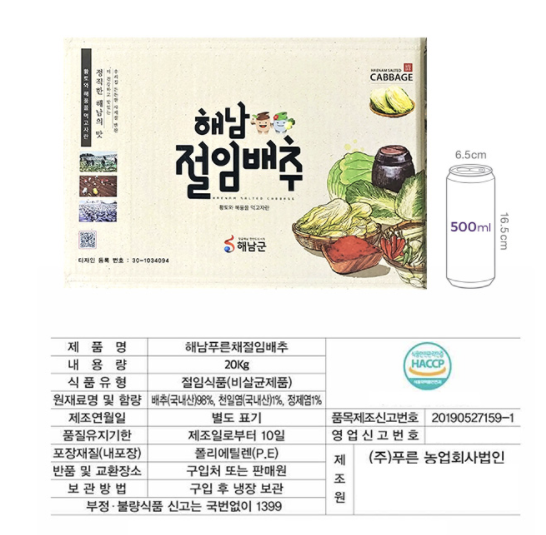 HAENAM SALTED
CABBAGE
정직한 해남의 맛
황토와 해풍을 먹고자란
해남
절임배추
HAENAM SALTED CABBAGE
황토와 해풍을 먹고자란
해남군
디자인 등록 번호 : 30-1034094
6.5cm
500ml
16.5cm
제 품 명 해남푸른채절임배추
내 용 량 20Kg
식 품 유 형 절임식품(비살균제품)
원재료명 및 함량 배추(국내산)98%, 천일염(국내산)1%, 정제염1%
HACCP
제조연월일 별도 표기 품목제조신고번호 20190527159-1
품질유지기한 제조일로부터 10일 영업신고번호
포장재질(내포장) 폴리에틸렌(P.E) 제조원 (주)푸른 농업회사법인
반품 및 교환장소 구입처 또는 판매원
보 관 방 법 구입 후 냉장 보관
부정·불량식품 신고는 국번없이 1399